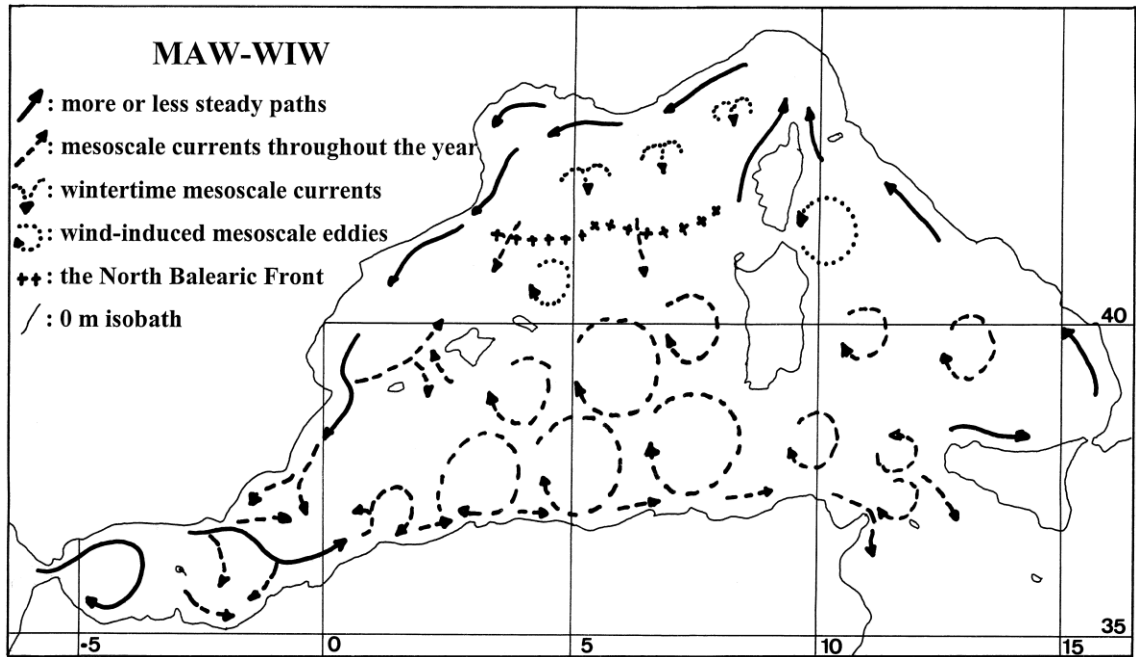 MAW-WIW
: more or less steady paths
: mesoscale currents throughout the year
: wintertime mesoscale currents
: wind-induced mesoscale eddies
: the North Balearic Front
: 0 m isobath
40
35
-5 0 5 10 15